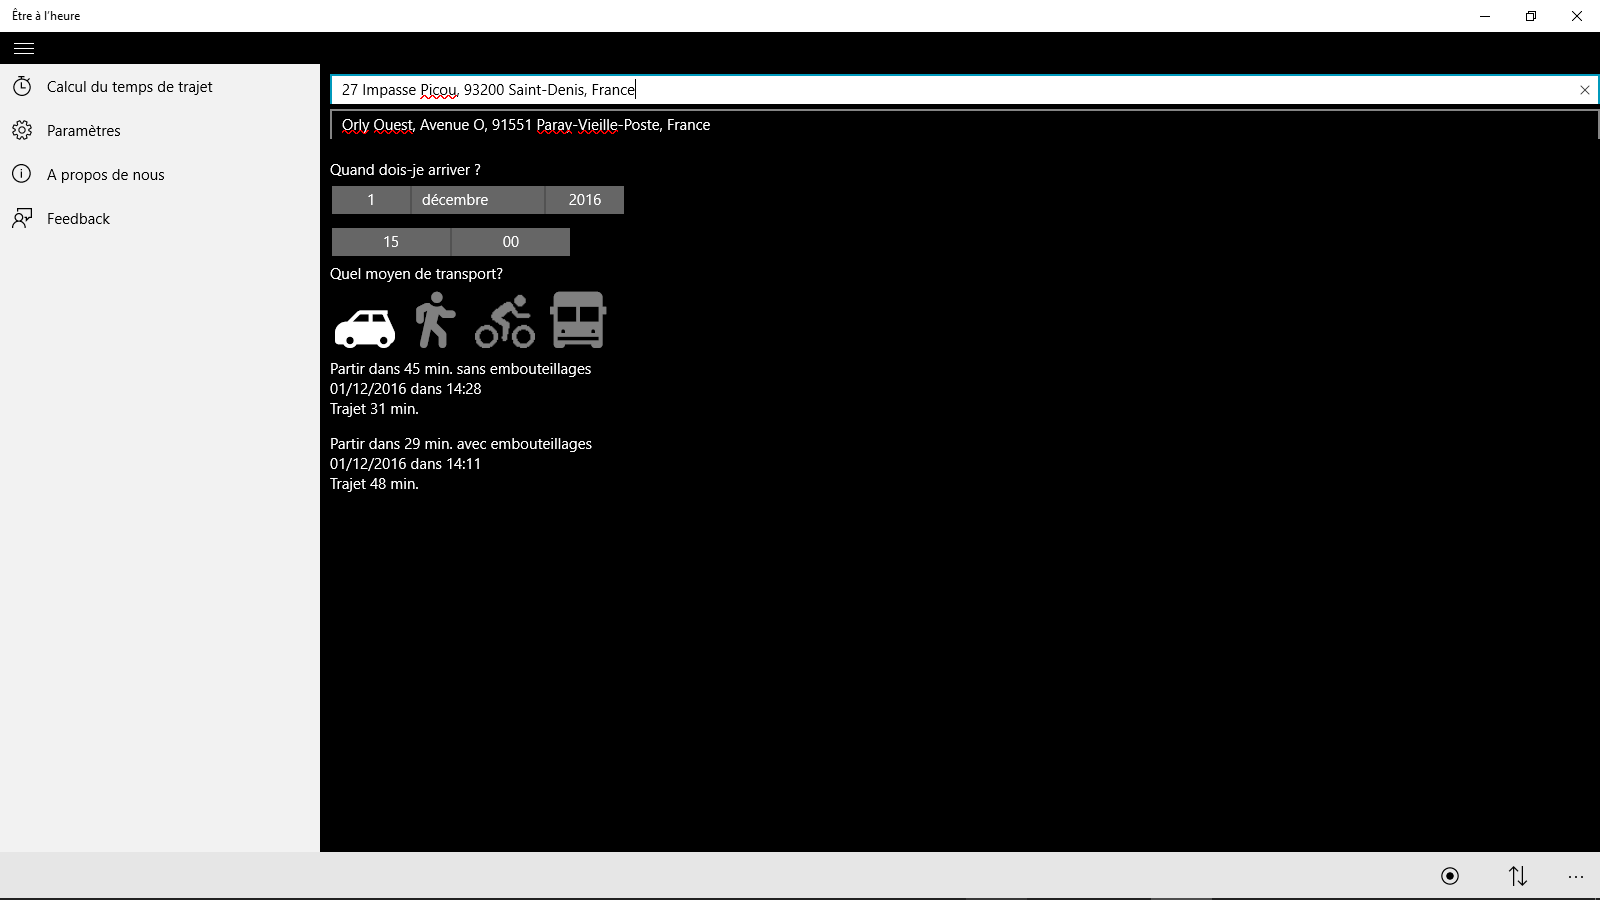 Être à l'heure
Calcul du temps de trajet
Paramètres
A propos de nous
Feedback
27 Impasse Picou, 93200 Saint-Denis, France
Orly Ouest, Avenue O, 91551 Paray-Vieille-Poste, France
Quand dois-je arriver ?
1 décembre 2016
15 00
Quel moyen de transport?
Partir dans 45 min. sans embouteillages
01/12/2016 dans 14:28
Trajet 31 min.
Partir dans 29 min. avec embouteillages
01/12/2016 dans 14:11
Trajet 48 min.